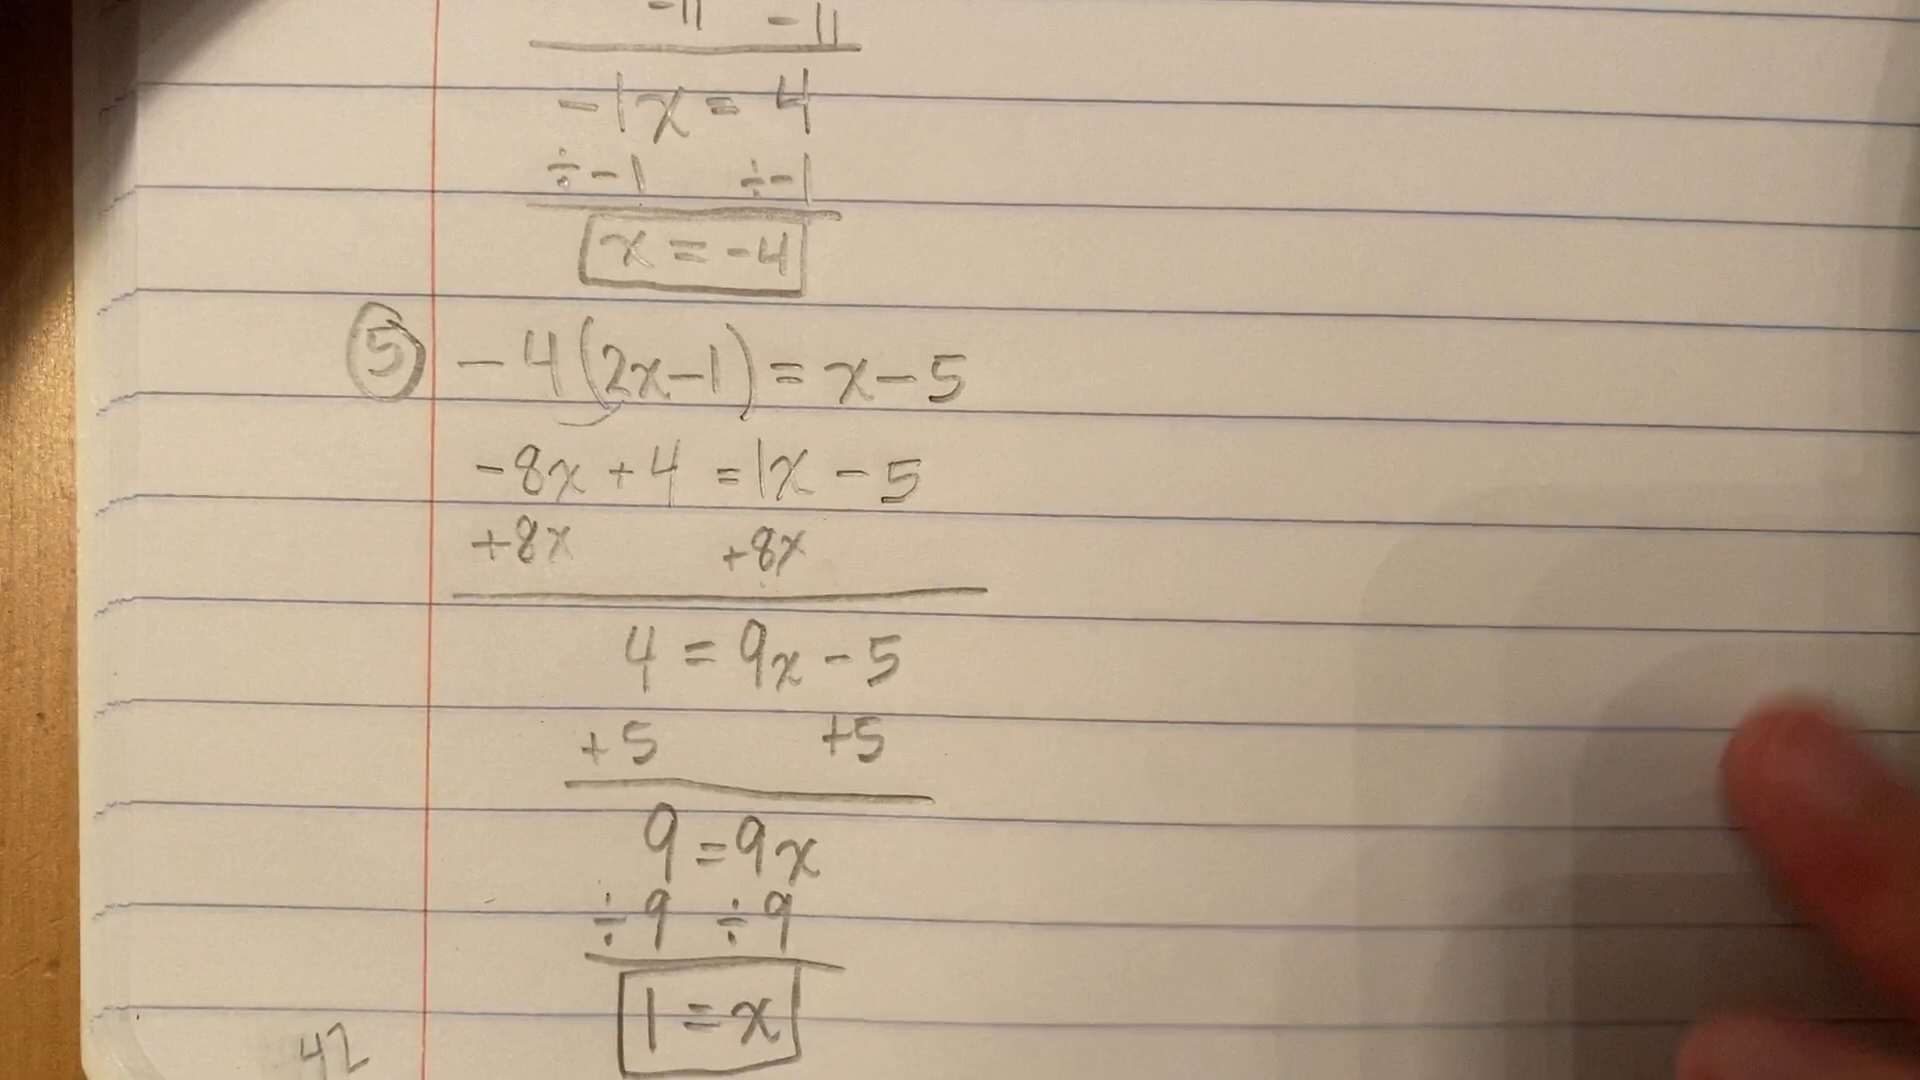 -11 -11
-1x = 4
÷-1 ÷-1
x = -4
5 -4(2x-1) = x-5
-8x + 4 = 1x - 5
+8x +8x
4 = 9x - 5
+5 +5
9 = 9x
÷9 ÷9
1 = x
42